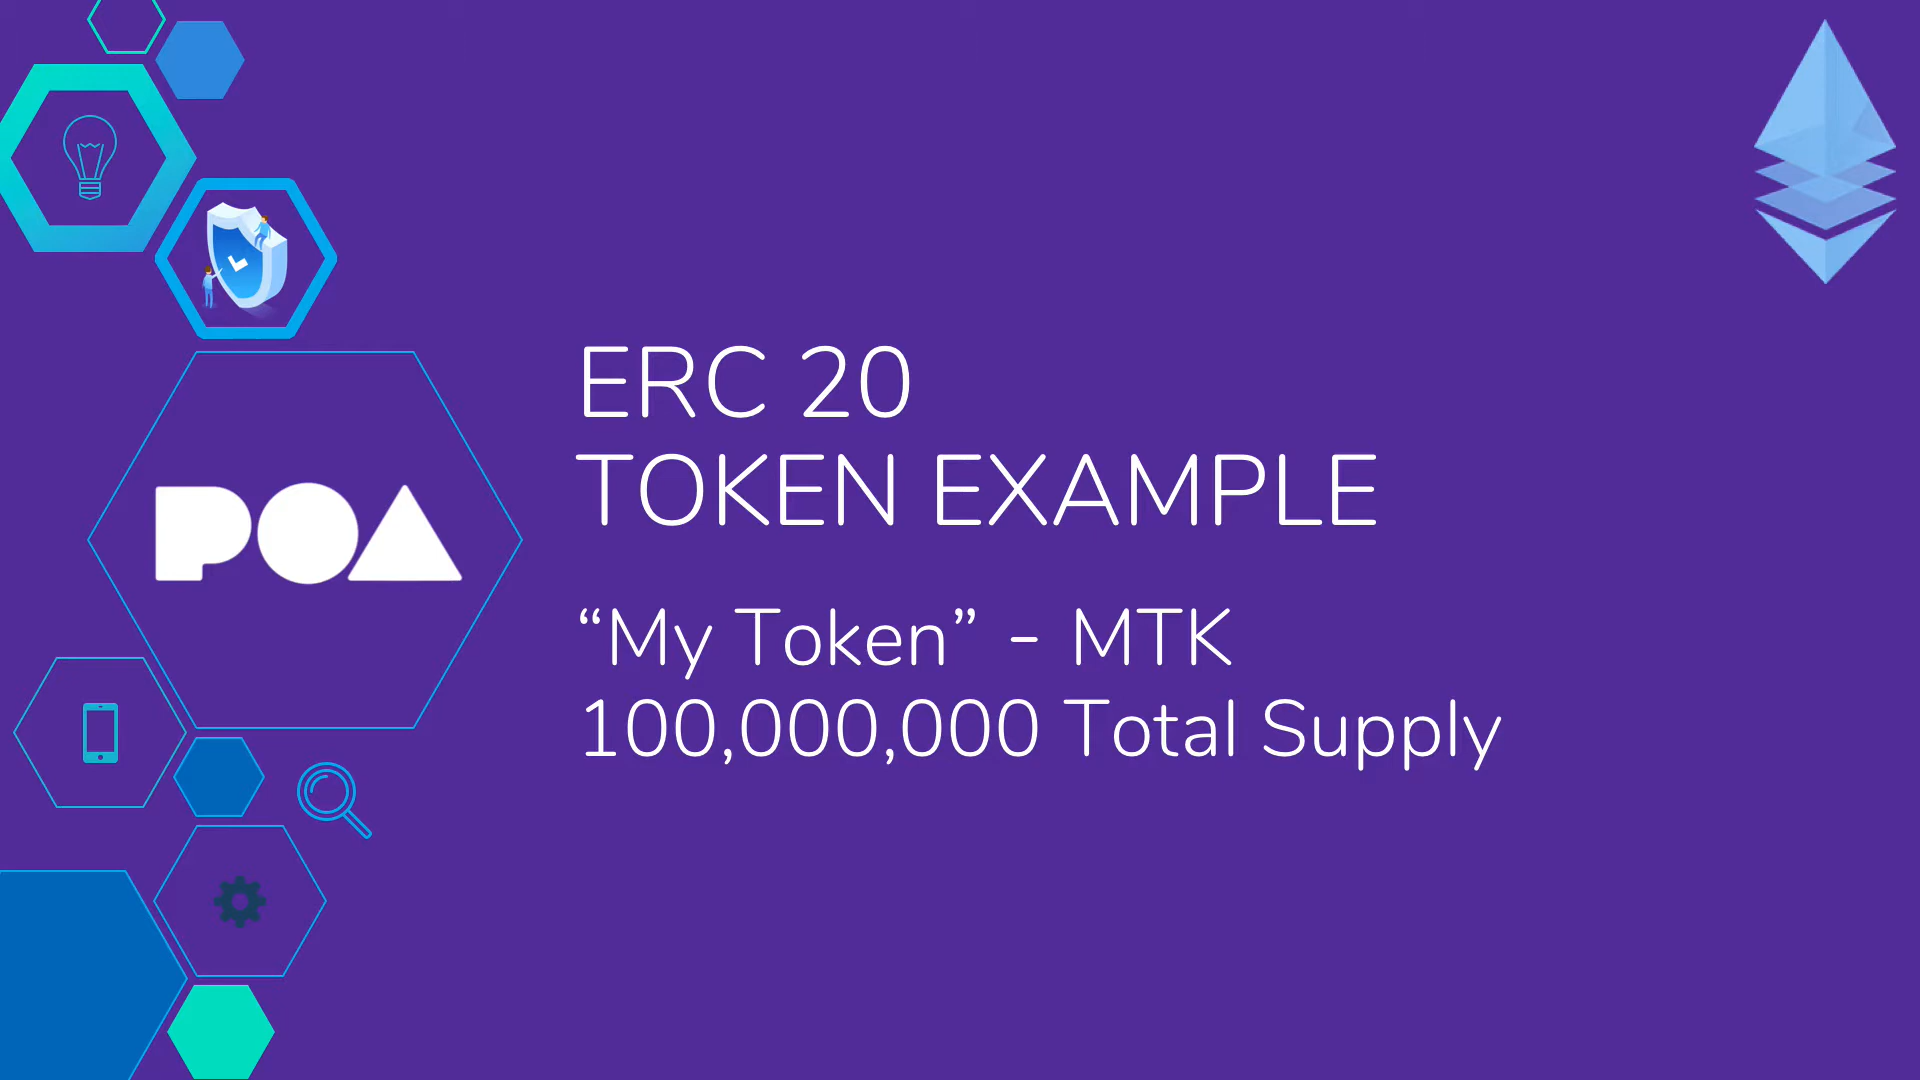 POA
ERC 20
TOKEN EXAMPLE
“My Token” - MTK
100,000,000 Total Supply